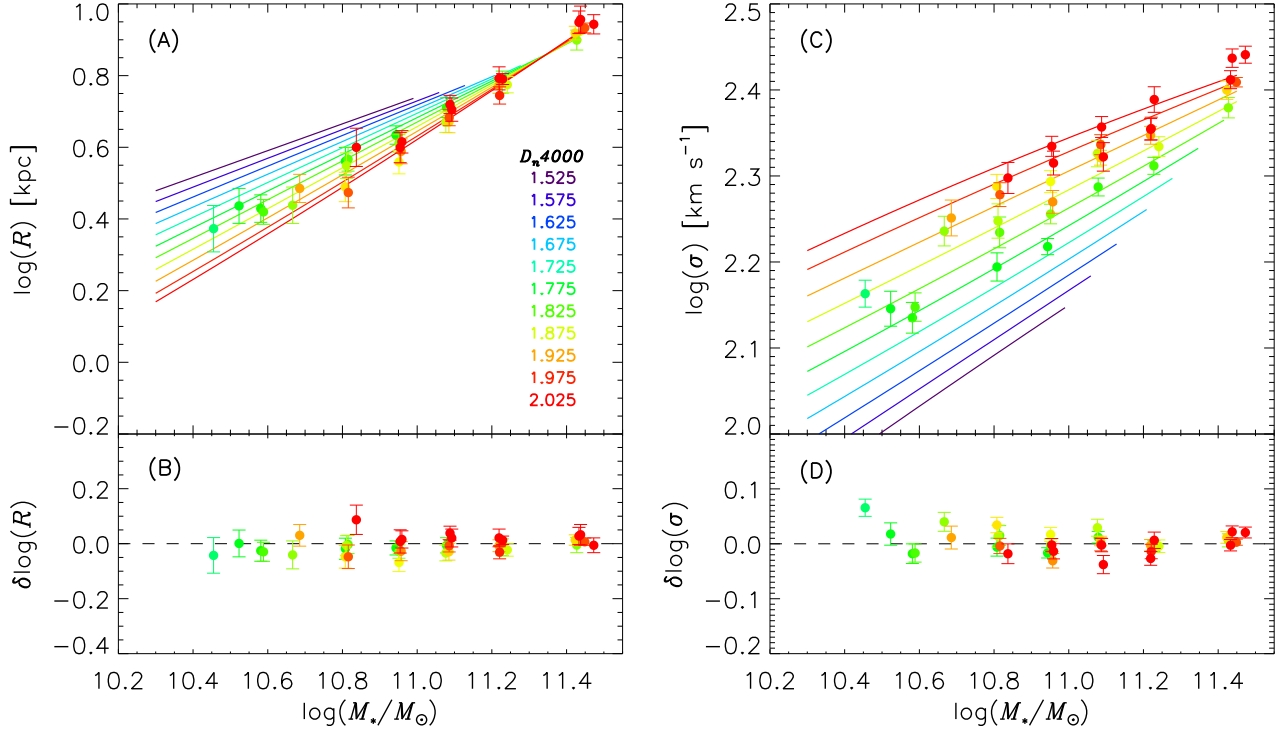 (A)
1.0
0.8
0.6
0.4
0.2
0.0
−0.2
log(R) [kpc]
Dn4000
1.525
1.575
1.625
1.675
1.725
1.775
1.825
1.875
1.925
1.975
2.025
(B)
0.2
0.0
−0.2
−0.4
δlog(R)
10.2 10.4 10.6 10.8 11.0 11.2 11.4
log(M*/M⊙)
(C)
2.5
2.4
2.3
2.2
2.1
2.0
log(σ) [km s−1]
(D)
0.1
0.0
−0.1
−0.2
δlog(σ)
10.2 10.4 10.6 10.8 11.0 11.2 11.4
log(M*/M⊙)